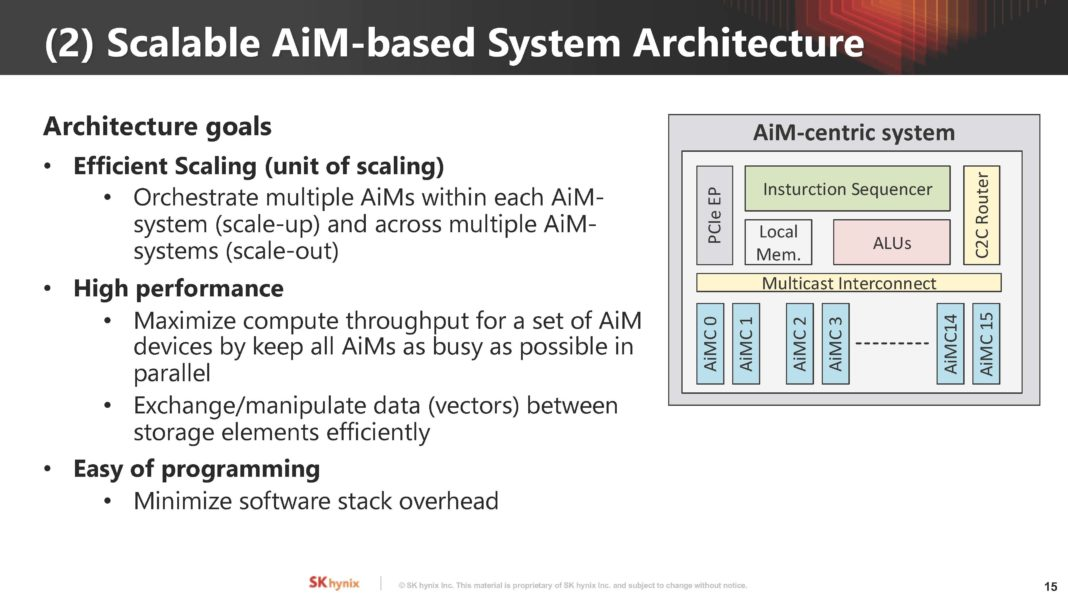 (2) Scalable AiM-based System Architecture
Architecture goals
• Efficient Scaling (unit of scaling)
• Orchestrate multiple AiMs within each AiM-
system (scale-up) and across multiple AiM-
systems (scale-out)
• High performance
• Maximize compute throughput for a set of AiM
devices by keep all AiMs as busy as possible in
parallel
• Exchange/manipulate data (vectors) between
storage elements efficiently
• Easy of programming
• Minimize software stack overhead
AiM-centric system
PCIe EP
Insturction Sequencer
Local
Mem.
ALUs
C2C Router
Multicast Interconnect
AiMC 0
AiMC 1
AiMC 2
AiMC 3
AiMC14
AiMC 15
SK hynix
© SK hynix Inc. This material is proprietary of SK hynix Inc. and subject to change without notice.
15